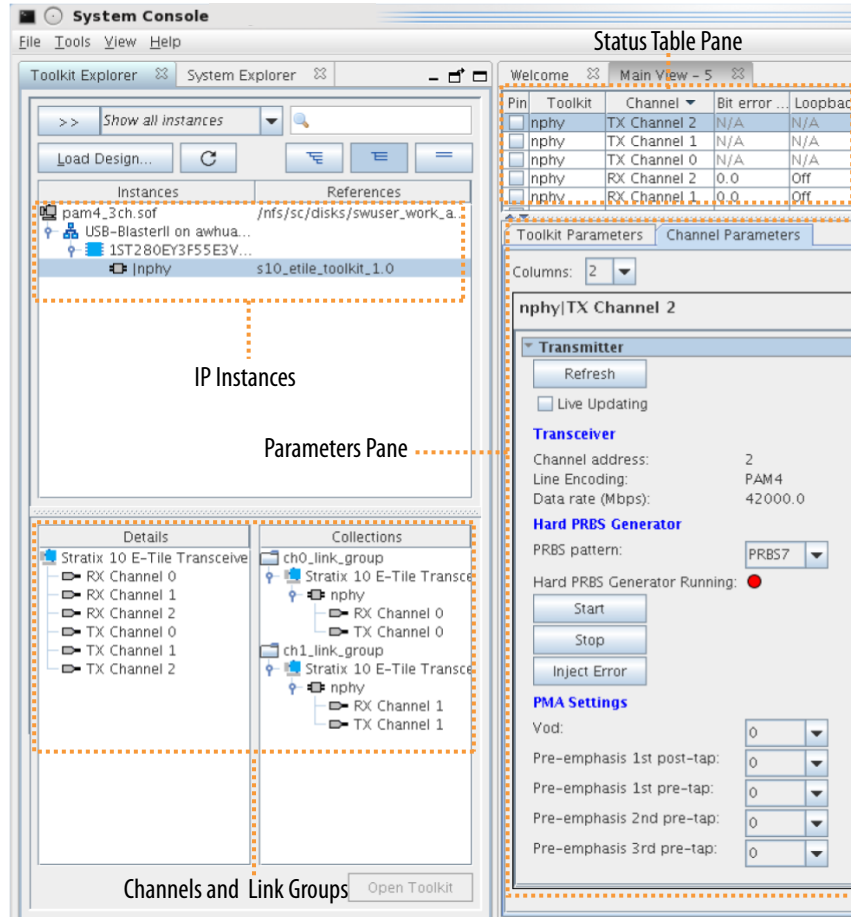 System Console
File Tools View Help
Status Table Pane
Toolkit Explorer System Explorer
>> Show all instances
Load Design...
Instances References
pam4_3ch.sof /nfs/sc/disks/swuser_work_a..
USB-BlasterII on awhua...
1ST280EY3F55E3V...
|nphy s10_etile_toolkit_1.0
IP Instances
Parameters Pane
Details
Stratix 10 E-Tile Transceive
RX Channel 0
RX Channel 1
RX Channel 2
TX Channel 0
TX Channel 1
TX Channel 2
Collections
ch0_link_group
Stratix 10 E-Tile Transce
nphy
RX Channel 0
TX Channel 0
ch1_link_group
Stratix 10 E-Tile Transce
nphy
RX Channel 1
TX Channel 1
Channels and Link Groups
Open Toolkit
Welcome Main View - 5
Pin Toolkit Channel Bit error ... Loopbac
nphy TX Channel 2 N/A N/A
nphy TX Channel 1 N/A N/A
nphy TX Channel 0 N/A N/A
nphy RX Channel 2 0.0 Off
nphy RX Channel 1 0.0 Off
Toolkit Parameters Channel Parameters
Columns: 2
nphy|TX Channel 2
Transmitter
Refresh
Live Updating
Transceiver
Channel address: 2
Line Encoding: PAM4
Data rate (Mbps): 42000.0
Hard PRBS Generator
PRBS pattern: PRBS7
Hard PRBS Generator Running:
Start
Stop
Inject Error
PMA Settings
Vod: 0
Pre-emphasis 1st post-tap: 0
Pre-emphasis 1st pre-tap: 0
Pre-emphasis 2nd pre-tap: 0
Pre-emphasis 3rd pre-tap: 0